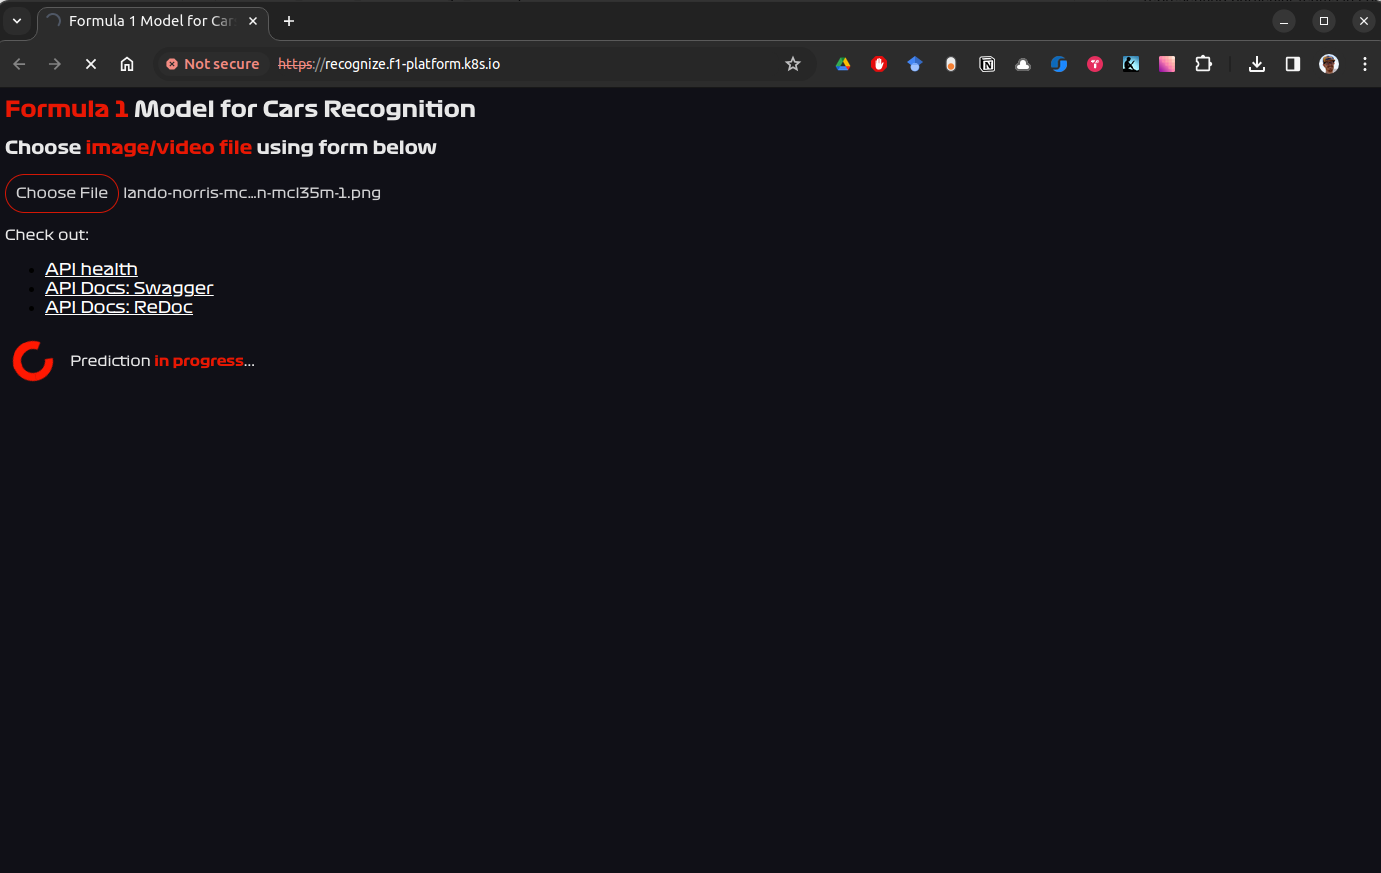 Formula 1 Model for Car
Not secure https://recognize.f1-platform.k8s.io
Formula 1 Model for Cars Recognition
Choose image/video file using form below
Choose File lando-norris-mc...n-mcl35m-1.png
Check out:
API health
API Docs: Swagger
API Docs: ReDoc
Prediction in progress...